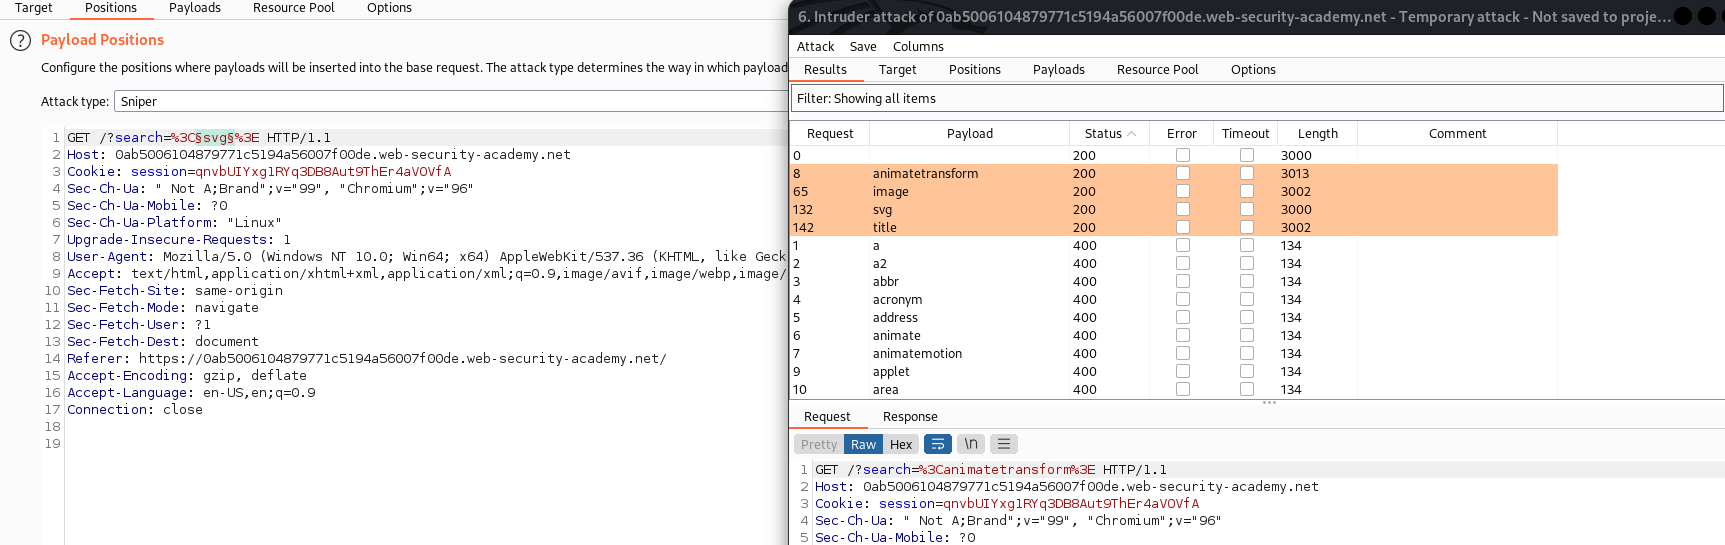 Target Positions Payloads Resource Pool Options
? Payload Positions
Configure the positions where payloads will be inserted into the base request. The attack type determines the way in which payload
Attack type: Sniper
1 GET /?search=%3C§svg§%3E HTTP/1.1
2 Host: 0ab5006104879771c5194a56007f00de.web-security-academy.net
3 Cookie: session=qnvbUIYxg1RYq3DB8Aut9ThEr4aVOVfA
4 Sec-Ch-Ua: " Not A;Brand";v="99", "Chromium";v="96"
5 Sec-Ch-Ua-Mobile: ?0
6 Sec-Ch-Ua-Platform: "Linux"
7 Upgrade-Insecure-Requests: 1
8 User-Agent: Mozilla/5.0 (Windows NT 10.0; Win64; x64) AppleWebKit/537.36 (KHTML, like Geck
9 Accept: text/html,application/xhtml+xml,application/xml;q=0.9,image/avif,image/webp,image/
10 Sec-Fetch-Site: same-origin
11 Sec-Fetch-Mode: navigate
12 Sec-Fetch-User: ?1
13 Sec-Fetch-Dest: document
14 Referer: https://0ab5006104879771c5194a56007f00de.web-security-academy.net/
15 Accept-Encoding: gzip, deflate
16 Accept-Language: en-US,en;q=0.9
17 Connection: close
18
19
6. Intruder attack of 0ab5006104879771c5194a56007f00de.web-security-academy.net - Temporary attack - Not saved to proje...
Attack Save Columns
Results Target Positions Payloads Resource Pool Options
Filter: Showing all items
Request Payload Status Error Timeout Length Comment
0 200 3000
8 animatetransform 200 3013
65 image 200 3002
132 svg 200 3000
142 title 200 3002
1 a 400 134
2 a2 400 134
3 abbr 400 134
4 acronym 400 134
5 address 400 134
6 animate 400 134
7 animatemotion 400 134
9 applet 400 134
10 area 400 134
Request Response
Pretty Raw Hex \n
1 GET /?search=%3Canimatetransform%3E HTTP/1.1
2 Host: 0ab5006104879771c5194a56007f00de.web-security-academy.net
3 Cookie: session=qnvbUIYxg1RYq3DB8Aut9ThEr4aVOVfA
4 Sec-Ch-Ua: " Not A;Brand";v="99", "Chromium";v="96"
5 Sec-Ch-Ua-Mobile: ?0